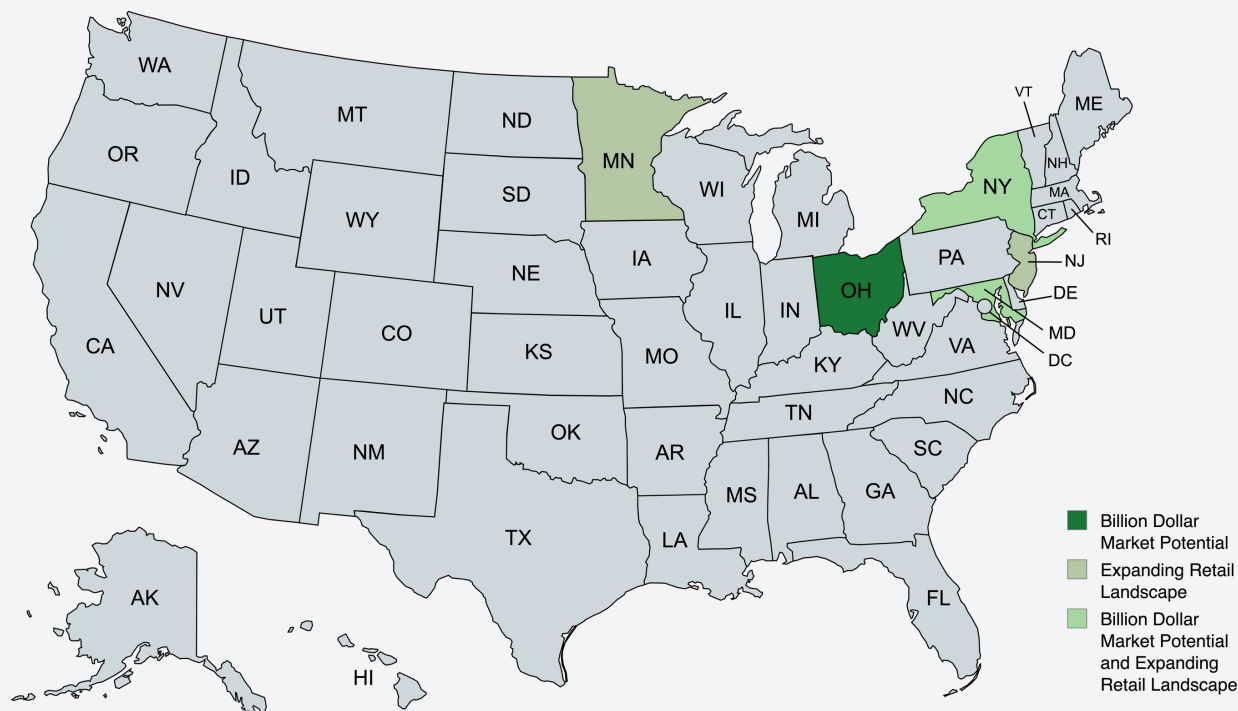 WA
MT
ND
MN
VT
ME
OR
ID
SD
WI
MI
NY
NH
MA
CT
RI
WY
IA
NE
PA
NJ
NV
UT
CO
IL
IN
OH
DE
MD
DC
CA
KS
MO
KY
WV
VA
AZ
NM
OK
AR
TN
NC
SC
MS
AL
GA
TX
LA
FL
AK
HI
Billion Dollar
Market Potential
Expanding Retail
Landscape
Billion Dollar
Market Potential
and Expanding
Retail Landscape